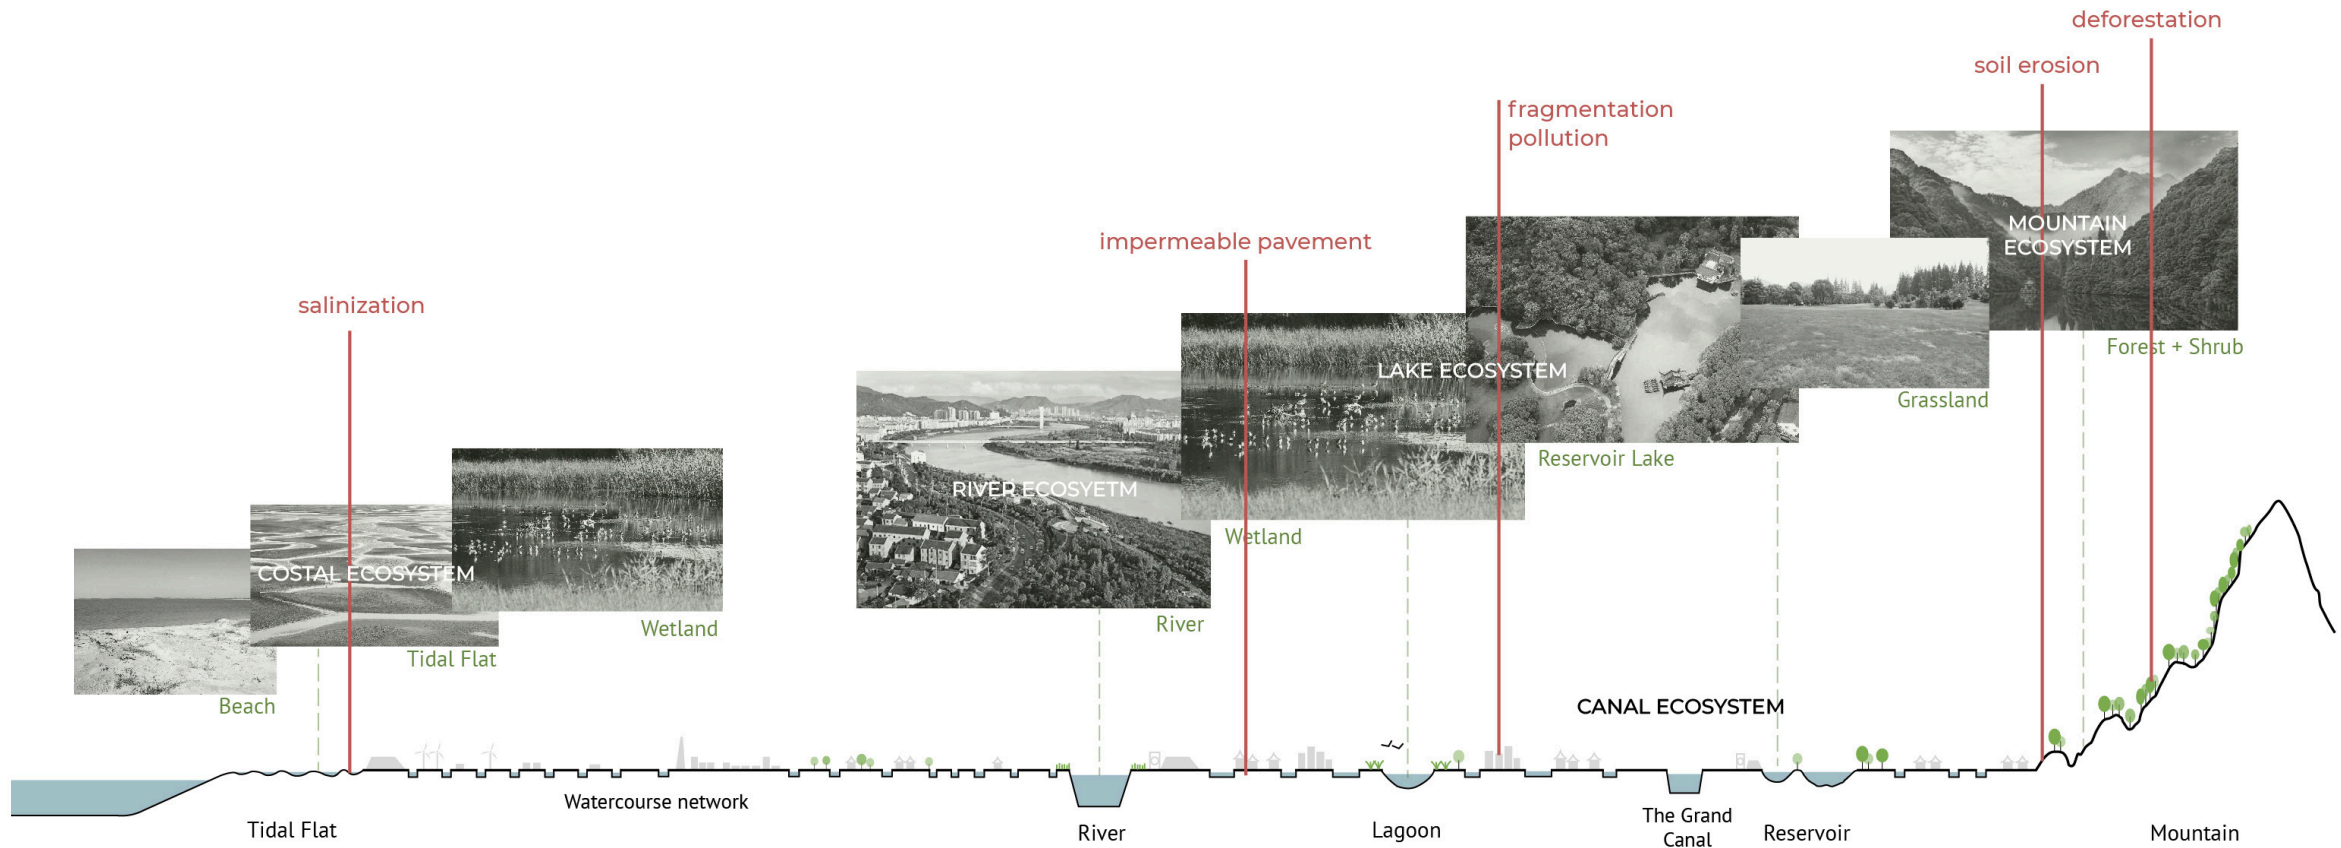 deforestation
soil erosion
fragmentation
pollution
impermeable pavement
salinization
MOUNTAIN
ECOSYSTEM
Forest + Shrub
Grassland
LAKE ECOSYSTEM
Reservoir Lake
RIVER ECOSYETM
Wetland
River
COSTAL ECOSYSTEM
Wetland
Tidal Flat
Beach
CANAL ECOSYSTEM
Tidal Flat
Watercourse network
River
Lagoon
The Grand
Canal
Reservoir
Mountain